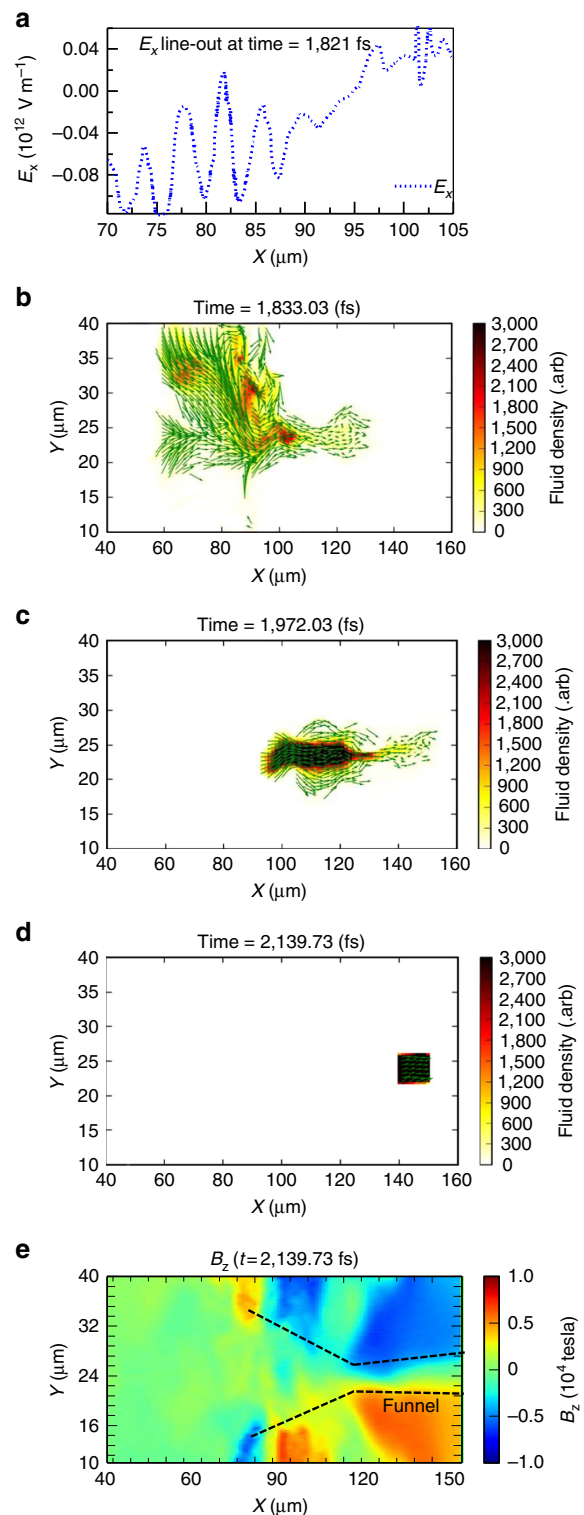 a
E_x line-out at time = 1,821 fs
0.04
0.00
−0.04
−0.08
E_x (10^12 V m^−1)
E_x
70 75 80 85 90 95 100 105
X (μm)
b
Time = 1,833.03 (fs)
40
35
30
25
20
15
10
Y (μm)
40 60 80 100 120 140 160
X (μm)
3,000
2,700
2,400
2,100
1,800
1,500
1,200
900
600
300
0
Fluid density (.arb)
c
Time = 1,972.03 (fs)
40
35
30
25
20
15
10
Y (μm)
40 60 80 100 120 140 160
X (μm)
3,000
2,700
2,400
2,100
1,800
1,500
1,200
900
600
300
0
Fluid density (.arb)
d
Time = 2,139.73 (fs)
40
35
30
25
20
15
10
Y (μm)
40 60 80 100 120 140 160
X (μm)
3,000
2,700
2,400
2,100
1,800
1,500
1,200
900
600
300
0
Fluid density (.arb)
e
B_z (t=2,139.73 fs)
40
32
24
16
10
Y (μm)
Funnel
40 60 90 120 150
X (μm)
1.0
0.5
0
−0.5
−1.0
B_z (10^4 tesla)